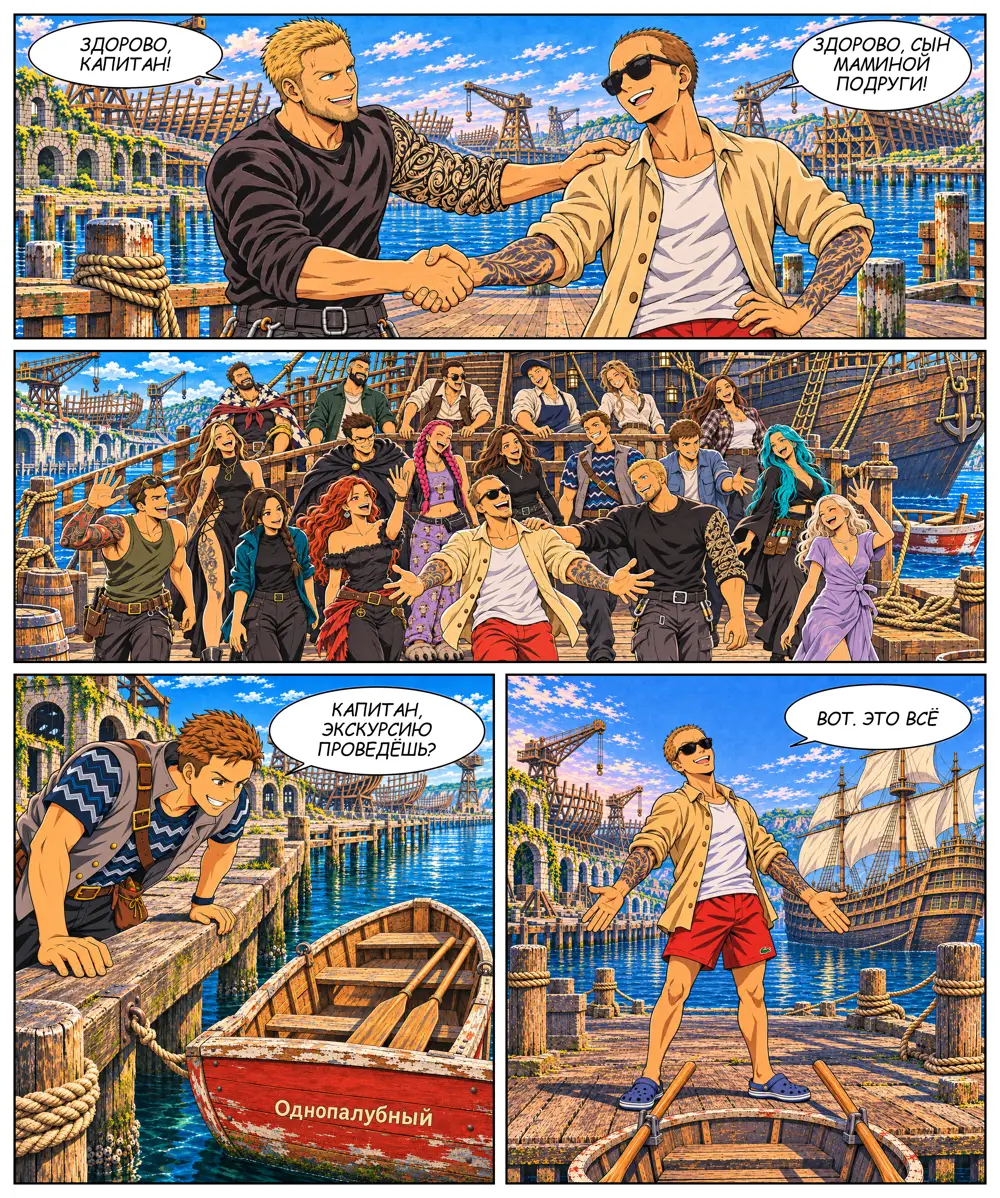 ЗДОРОВО,
КАПИТАН!
ЗДОРОВО, СЫН
МАМИНОЙ
ПОДРУГИ!
КАПИТАН,
ЭКСКУРСИЮ
ПРОВЕДЁШЬ?
Однопалубный
ВОТ. ЭТО ВСЁ